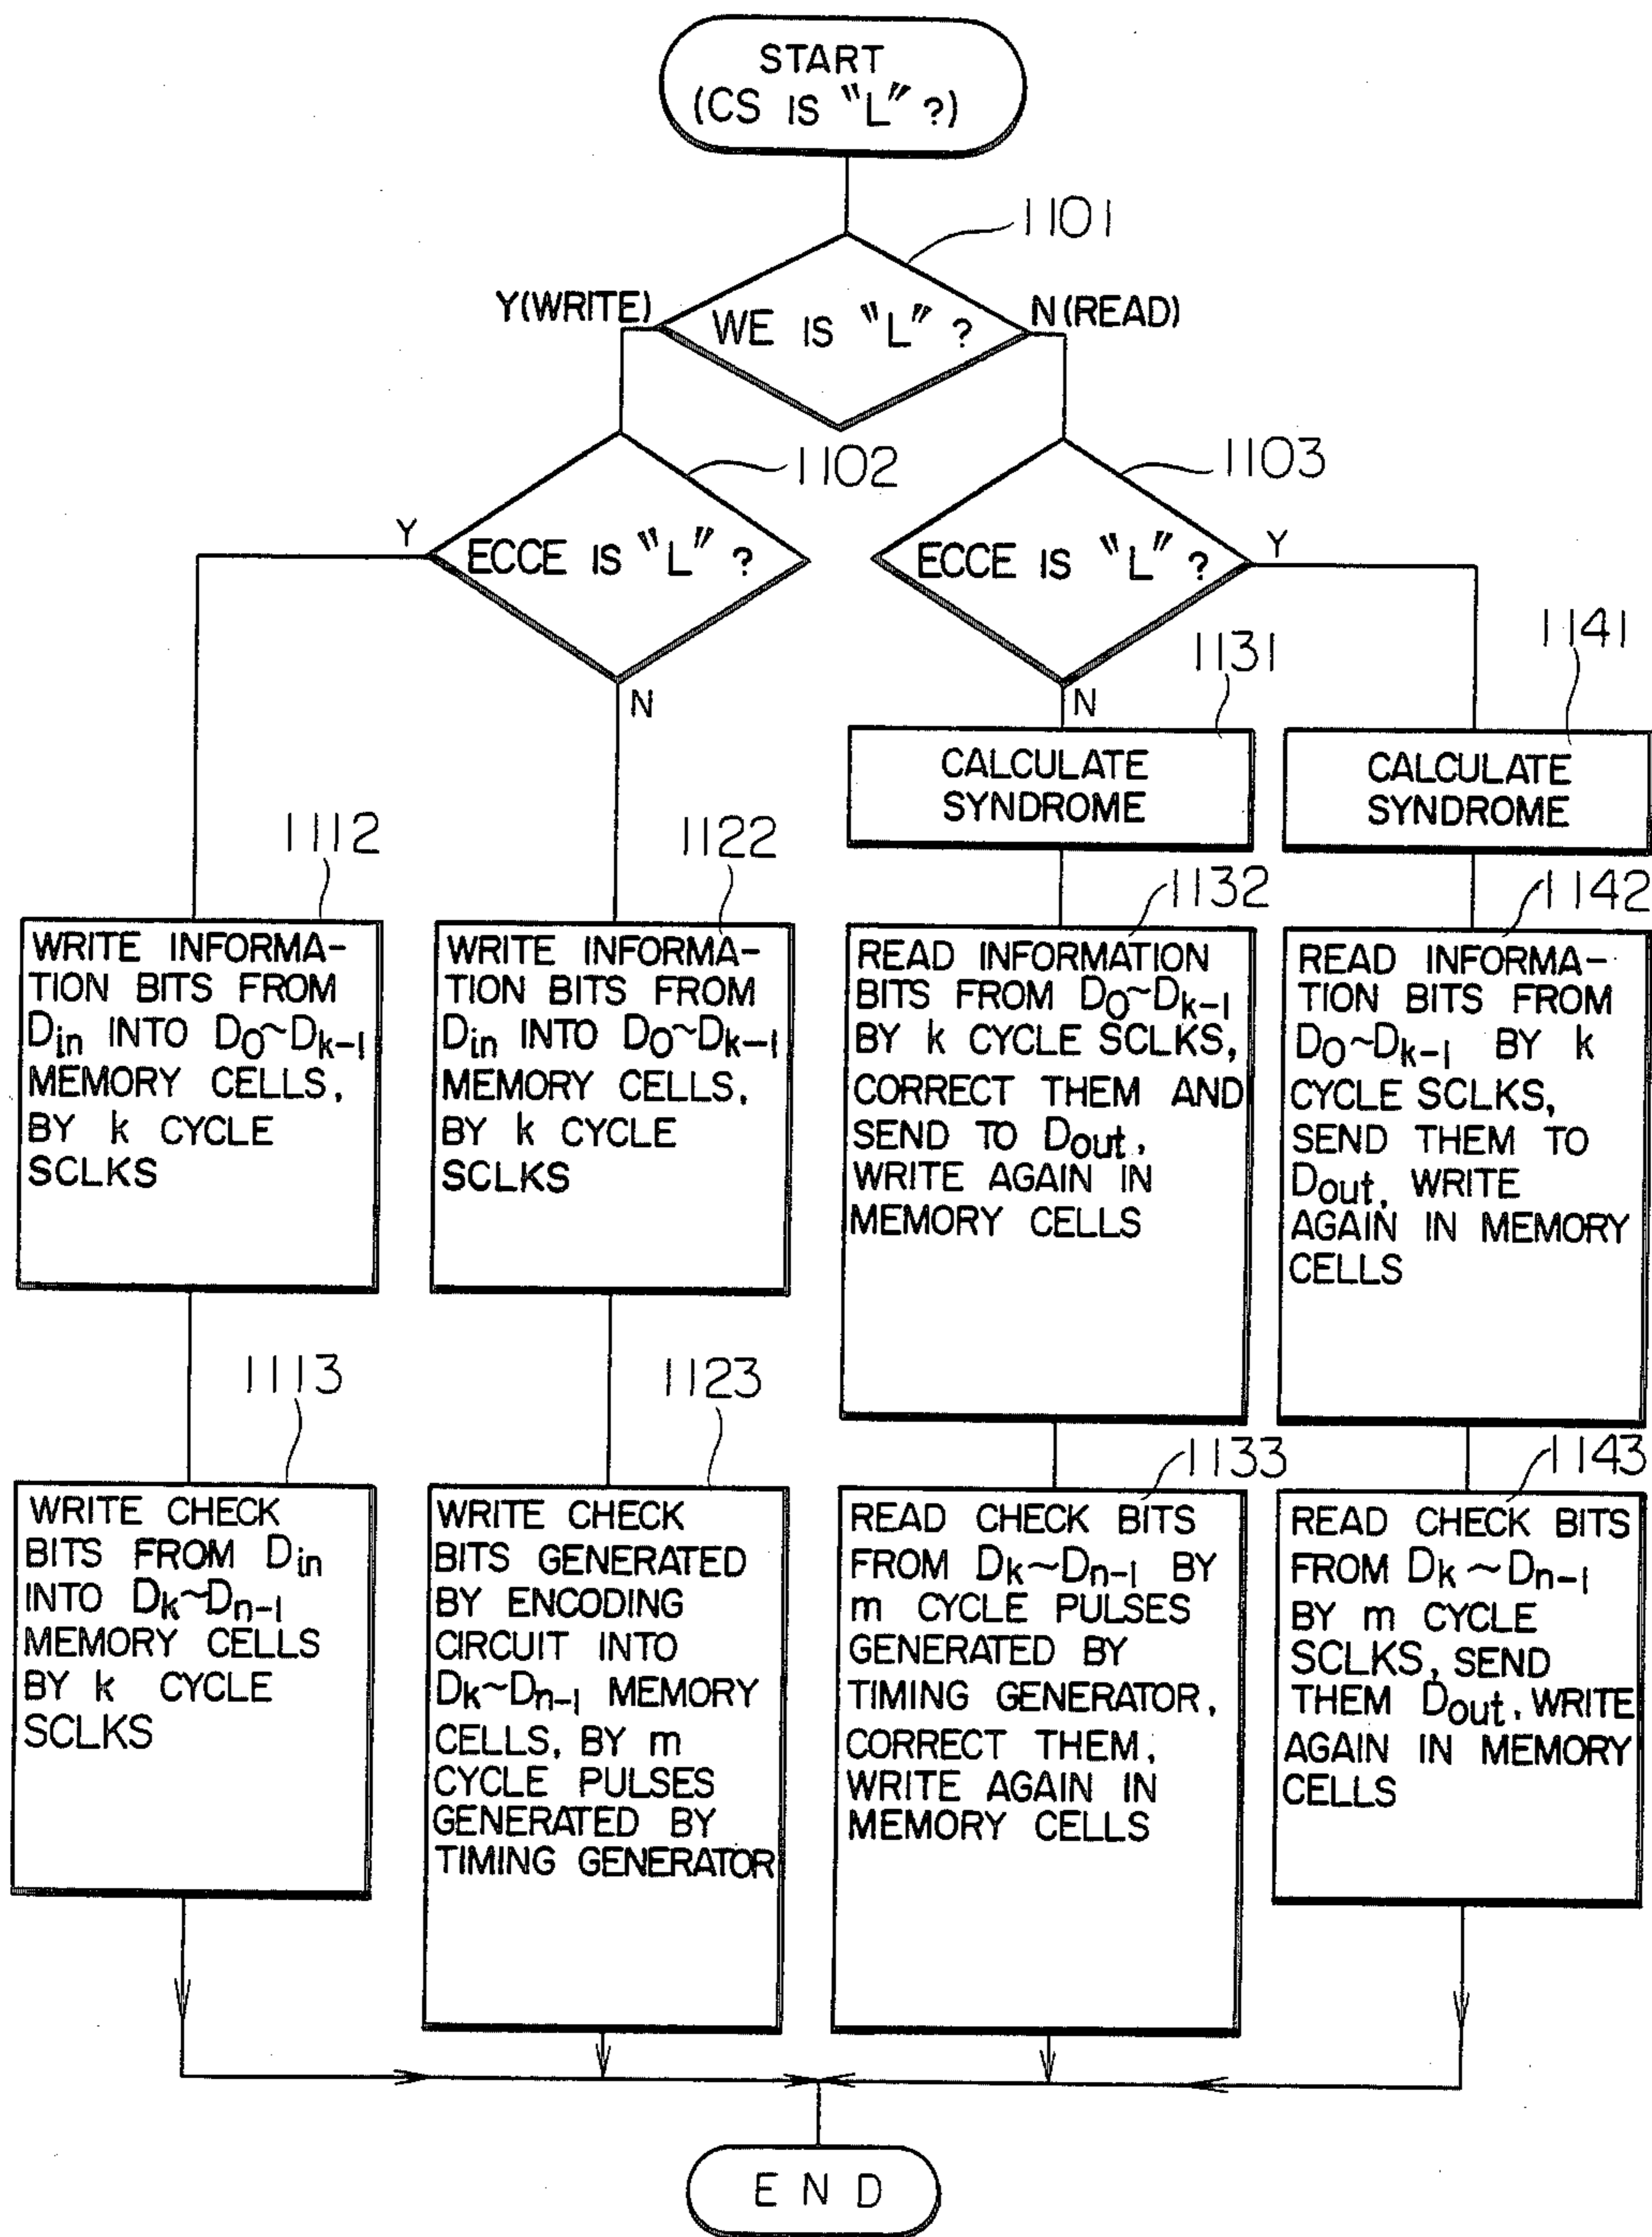 START
(CS IS "L" ?)
1101
Y(WRITE)
WE IS "L" ?
N(READ)
1102
1103
Y
ECCE IS "L" ?
ECCE IS "L" ?
Y
N
N
1131
1141
CALCULATE
SYNDROME
CALCULATE
SYNDROME
1112
WRITE INFORMA-
TION BITS FROM
Din INTO D0~Dk-1
MEMORY CELLS,
BY k CYCLE
SCLKS
1122
WRITE INFORMA-
TION BITS FROM
Din INTO D0~Dk-1
MEMORY CELLS,
BY k CYCLE
SCLKS
1132
READ INFORMATION
BITS FROM D0~Dk-1
BY k CYCLE SCLKS,
CORRECT THEM AND
SEND TO Dout,
WRITE AGAIN IN
MEMORY CELLS
1142
READ INFORMA-
TION BITS FROM
D0~Dk-1 BY k
CYCLE SCLKS,
SEND THEM TO
Dout, WRITE
AGAIN IN MEMORY
CELLS
1113
WRITE CHECK
BITS FROM Din
INTO Dk~Dn-1
MEMORY CELLS
BY k CYCLE
SCLKS
1123
WRITE CHECK
BITS GENERATED
BY ENCODING
CIRCUIT INTO
Dk~Dn-1 MEMORY
CELLS, BY m
CYCLE PULSES
GENERATED BY
TIMING GENERATOR
1133
READ CHECK BITS
FROM Dk~Dn-1 BY
m CYCLE PULSES
GENERATED BY
TIMING GENERATOR,
CORRECT THEM,
WRITE AGAIN IN
MEMORY CELLS
1143
READ CHECK BITS
FROM Dk~Dn-1
BY m CYCLE
SCLKS, SEND
THEM Dout, WRITE
AGAIN IN MEMORY
CELLS
END